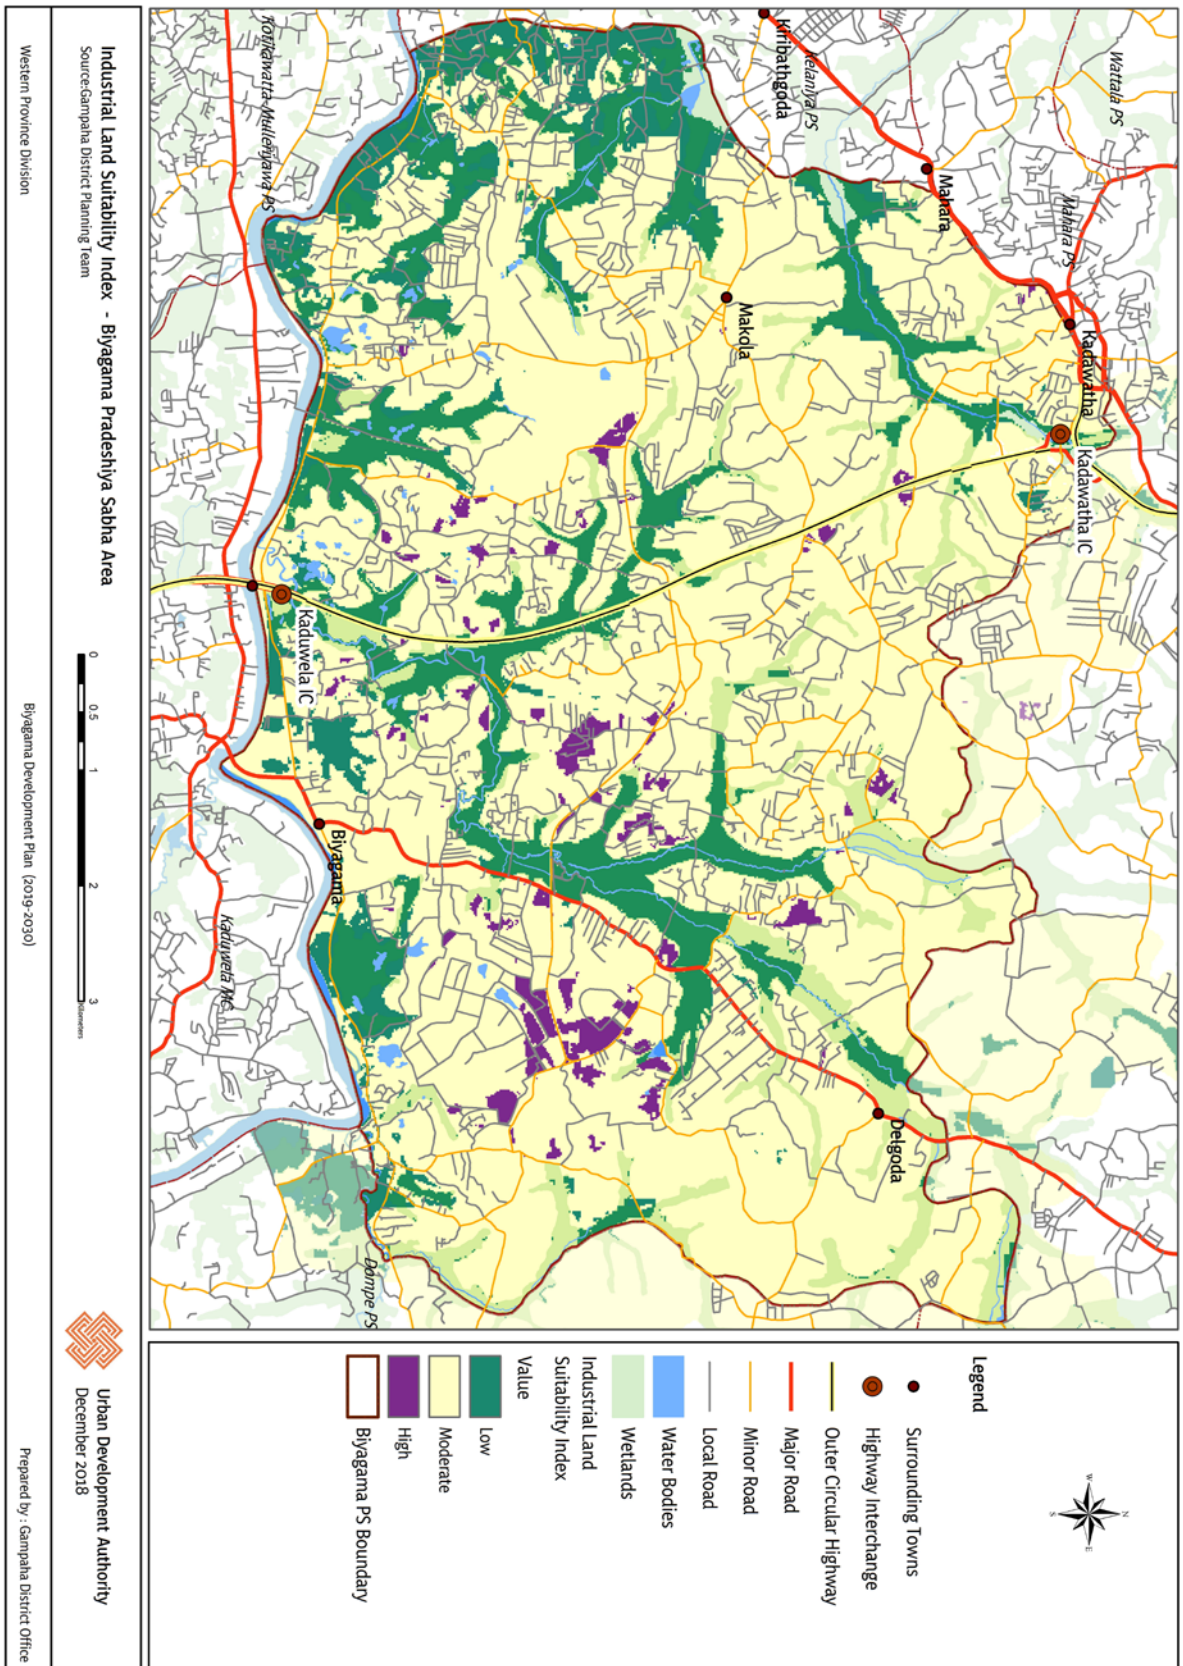 Wattala PS
Kelaniya PS
Kiribathgoda
Mahara
Mahara PS
Kadawatha
Kadawatha IC
Makola
Kotikawatta-Mulleriyawa PS
Kaduwela IC
Biyagama
Kaduwela MC
Delgoda
Dompe PS
Legend
Surrounding Towns
Highway Interchange
Outer Circular Highway
Major Road
Minor Road
Local Road
Water Bodies
Wetlands
Industrial Land
Suitability Index
Value
Low
Moderate
High
Biyagama PS Boundary
N
W
E
S
Industrial Land Suitability Index - Biyagama Pradeshiya Sabha Area
Source:Gampaha District Planning Team
0 0.5 1 2 3
Kilometers
Urban Development Authority
December 2018
Western Province Division
Biyagama Development Plan (2019-2030)
Prepared by : Gampaha District Office